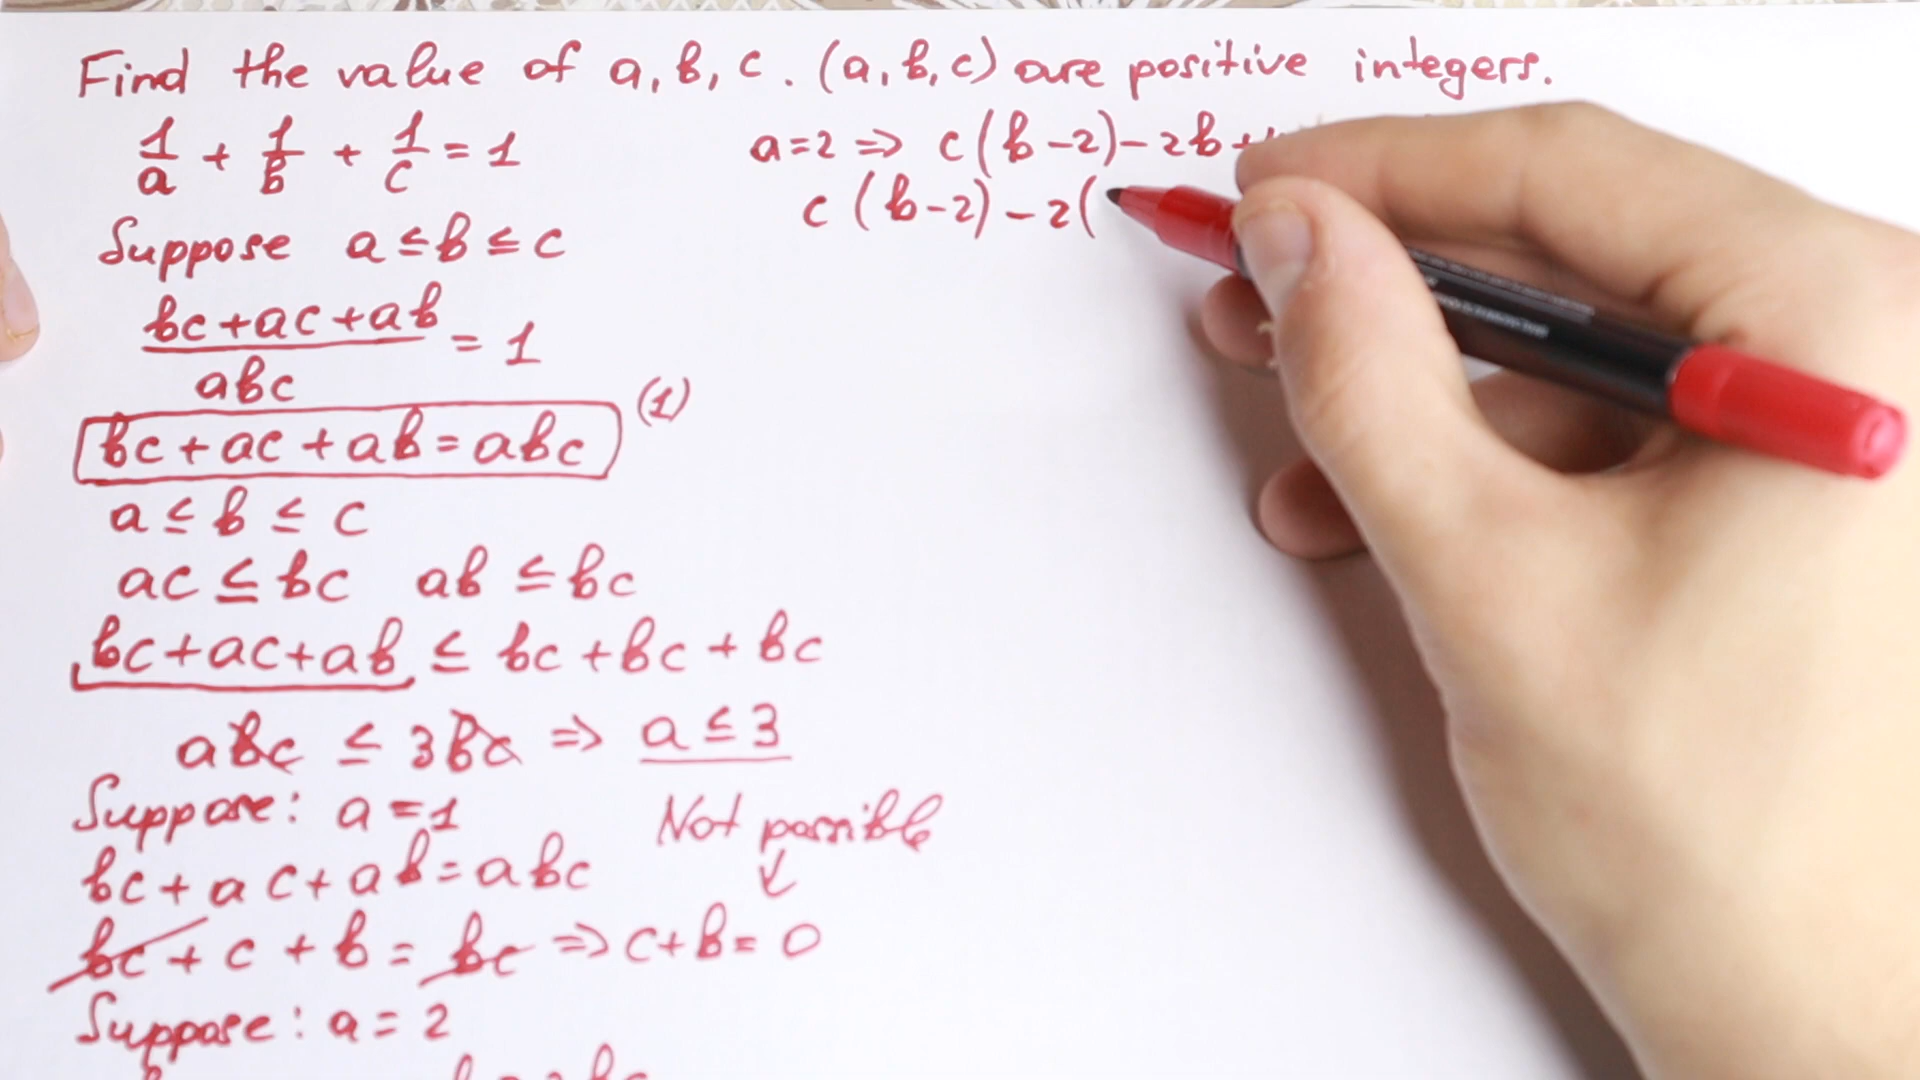 Find the value of a, b, c. (a, b, c) are positive integers.
1/a + 1/b + 1/c = 1
Suppose a ≤ b ≤ c
bc + ac + ab / abc = 1
bc + ac + ab = abc (1)
a ≤ b ≤ c
ac ≤ bc ab ≤ bc
bc + ac + ab ≤ bc + bc + bc
abc ≤ 3bc => a ≤ 3
Suppose: a = 1
Not possible
bc + ac + ab = abc
bc + c + b = bc => c + b = 0
Suppose: a = 2
a = 2 => c(b - 2) - 2b +
c(b - 2) - 2(